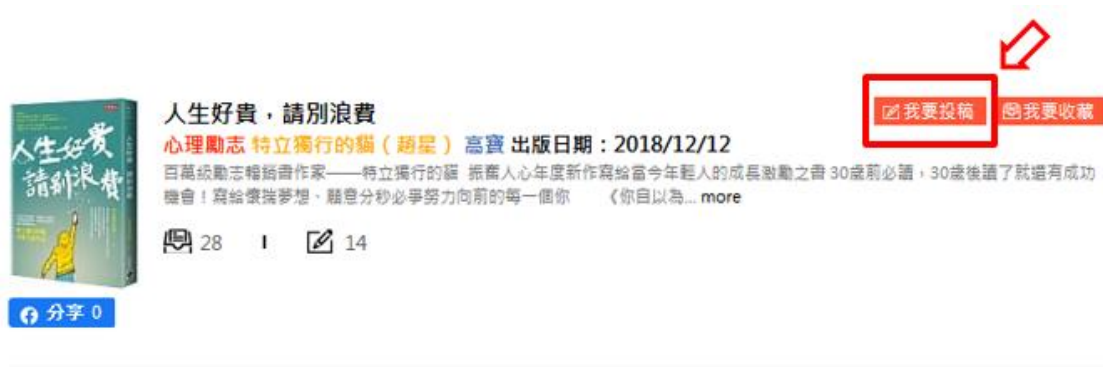 人生好貴
請別浪費
人生好貴，請別浪費
我要投稿
我要收藏
心理勵志 特立獨行的貓（趙星） 高寶 出版日期：2018/12/12
百萬級勵志暢銷書作家——特立獨行的貓 振奮人心年度新作寫給當今年輕人的成長激勵之書 30歲前必讀，30歲後讀了就還有成功
機會！寫給懷揣夢想、願意分秒必爭努力向前的每一個你 《你自以為... more
28 I 14
分享 0